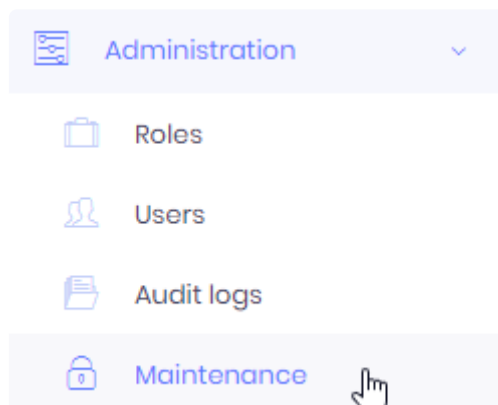 Administration
Roles
Users
Audit logs
Maintenance